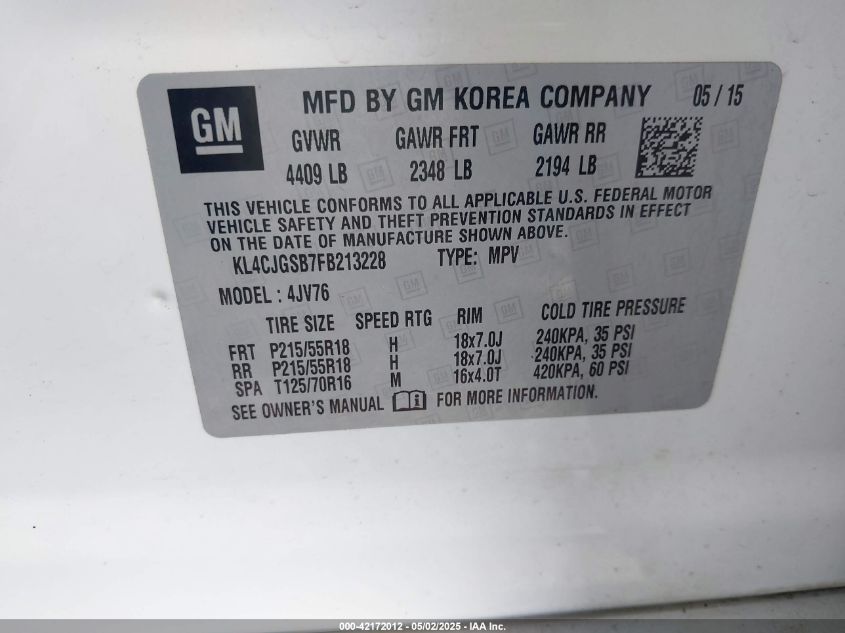 GM
MFD BY GM KOREA COMPANY 05 / 15
GVWR GAWR FRT GAWR RR
4409 LB 2348 LB 2194 LB
THIS VEHICLE CONFORMS TO ALL APPLICABLE U.S. FEDERAL MOTOR
VEHICLE SAFETY AND THEFT PREVENTION STANDARDS IN EFFECT
ON THE DATE OF MANUFACTURE SHOWN ABOVE.
KL4CJGSB7FB213228 TYPE: MPV
MODEL : 4JV76
TIRE SIZE SPEED RTG RIM COLD TIRE PRESSURE
FRT P215/55R18 H 18x7.0J 240KPA, 35 PSI
RR P215/55R18 H 18x7.0J 240KPA, 35 PSI
SPA T125/70R16 M 16x4.0T 420KPA, 60 PSI
SEE OWNER'S MANUAL FOR MORE INFORMATION.
000-42172012 - 05/02/2025 - IAA Inc.